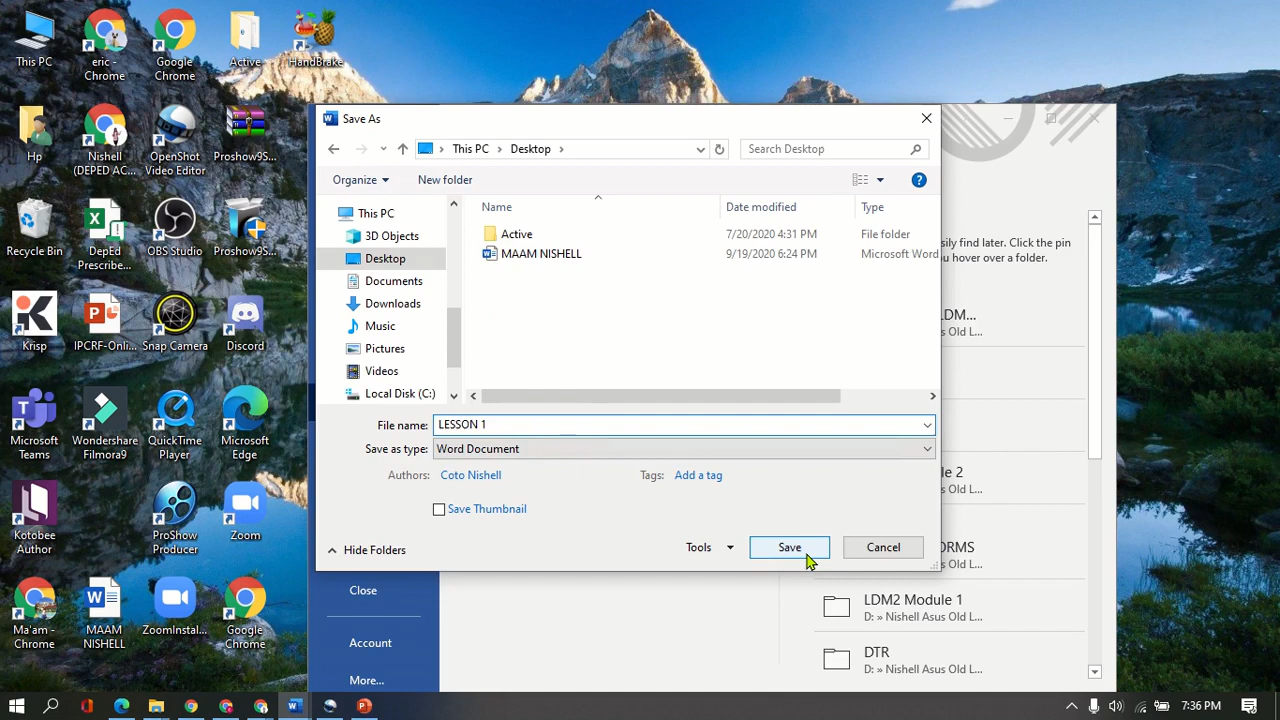 This PC
eric -
Chrome
Google
Chrome
Active
HandBrake
Hp
Nishell
(DEPED AC...
OpenShot
Video Editor
Proshow9S...
Recycle Bin
DepEd
Prescribe...
OBS Studio
Proshow9S...
Krisp
IPCRF-Onli...
Snap Camera
Discord
Microsoft
Teams
Wondershare
Filmora9
QuickTime
Player
Microsoft
Edge
Kotobee
Author
ProShow
Producer
Zoom
Ma'am -
Chrome
MAAM
NISHELL
ZoomInstal...
Google
Chrome
Save As
This PC
Desktop
Search Desktop
Organize
New folder
This PC
3D Objects
Desktop
Documents
Downloads
Music
Pictures
Videos
Local Disk (C:)
Name
Date modified
Type
Active
7/20/2020 4:31 PM
File folder
MAAM NISHELL
9/19/2020 6:24 PM
Microsoft Word
File name:
LESSON 1
Save as type:
Word Document
Authors:
Coto Nishell
Tags:
Add a tag
Save Thumbnail
Hide Folders
Tools
Save
Cancel
Close
Account
More...
easily find later. Click the pin
you hover over a folder.
LDM...
Asus Old L...
le 2
Asus Old L...
ORMS
Asus Old L...
LDM2 Module 1
D: » Nishell Asus Old L...
DTR
D: » Nishell Asus Old L...
7:36 PM